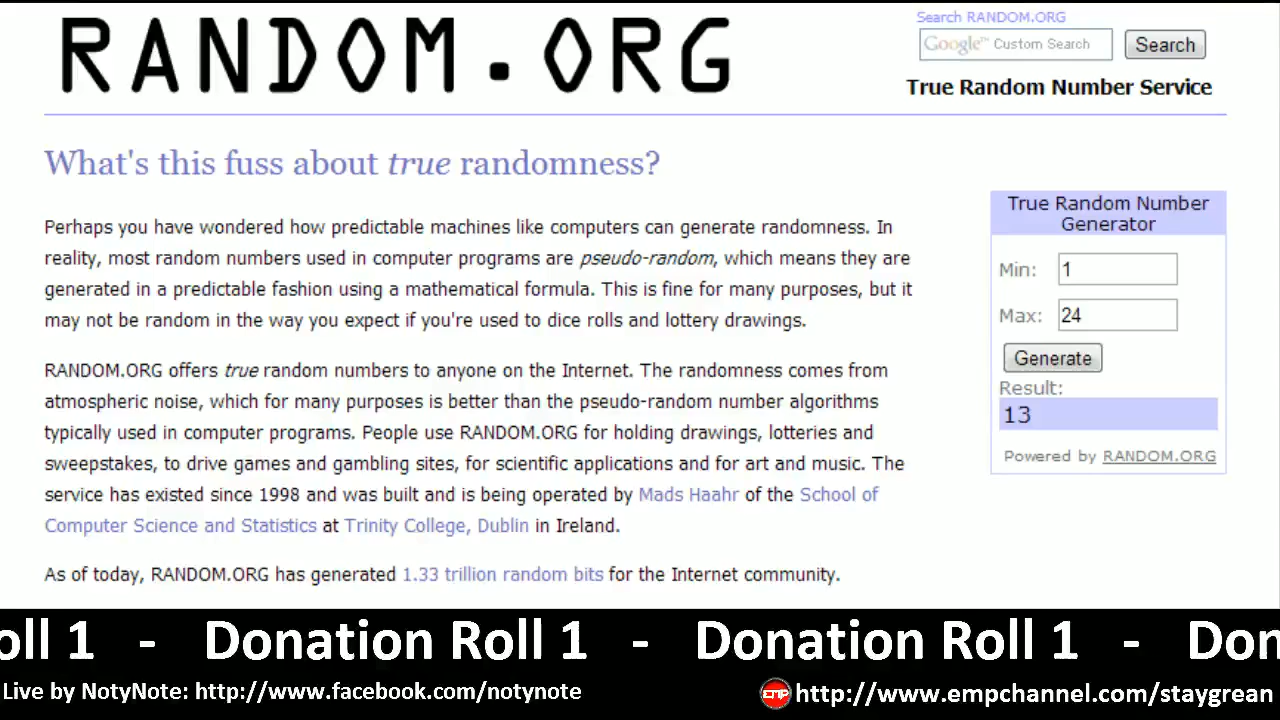 RANDOM.ORG
Search RANDOM.ORG
Google™ Custom Search
Search
True Random Number Service
What's this fuss about true randomness?
Perhaps you have wondered how predictable machines like computers can generate randomness. In
reality, most random numbers used in computer programs are pseudo-random, which means they are
generated in a predictable fashion using a mathematical formula. This is fine for many purposes, but it
may not be random in the way you expect if you're used to dice rolls and lottery drawings.
RANDOM.ORG offers true random numbers to anyone on the Internet. The randomness comes from
atmospheric noise, which for many purposes is better than the pseudo-random number algorithms
typically used in computer programs. People use RANDOM.ORG for holding drawings, lotteries and
sweepstakes, to drive games and gambling sites, for scientific applications and for art and music. The
service has existed since 1998 and was built and is being operated by Mads Haahr of the School of
Computer Science and Statistics at Trinity College, Dublin in Ireland.
As of today, RANDOM.ORG has generated 1.33 trillion random bits for the Internet community.
True Random Number
Generator
Min: 1
Max: 24
Generate
Result:
13
Powered by RANDOM.ORG
oll 1 - Donation Roll 1 - Donation Roll 1 - Don
Live by NotyNote: http://www.facebook.com/notynote
EMP http://www.empchannel.com/staygrean